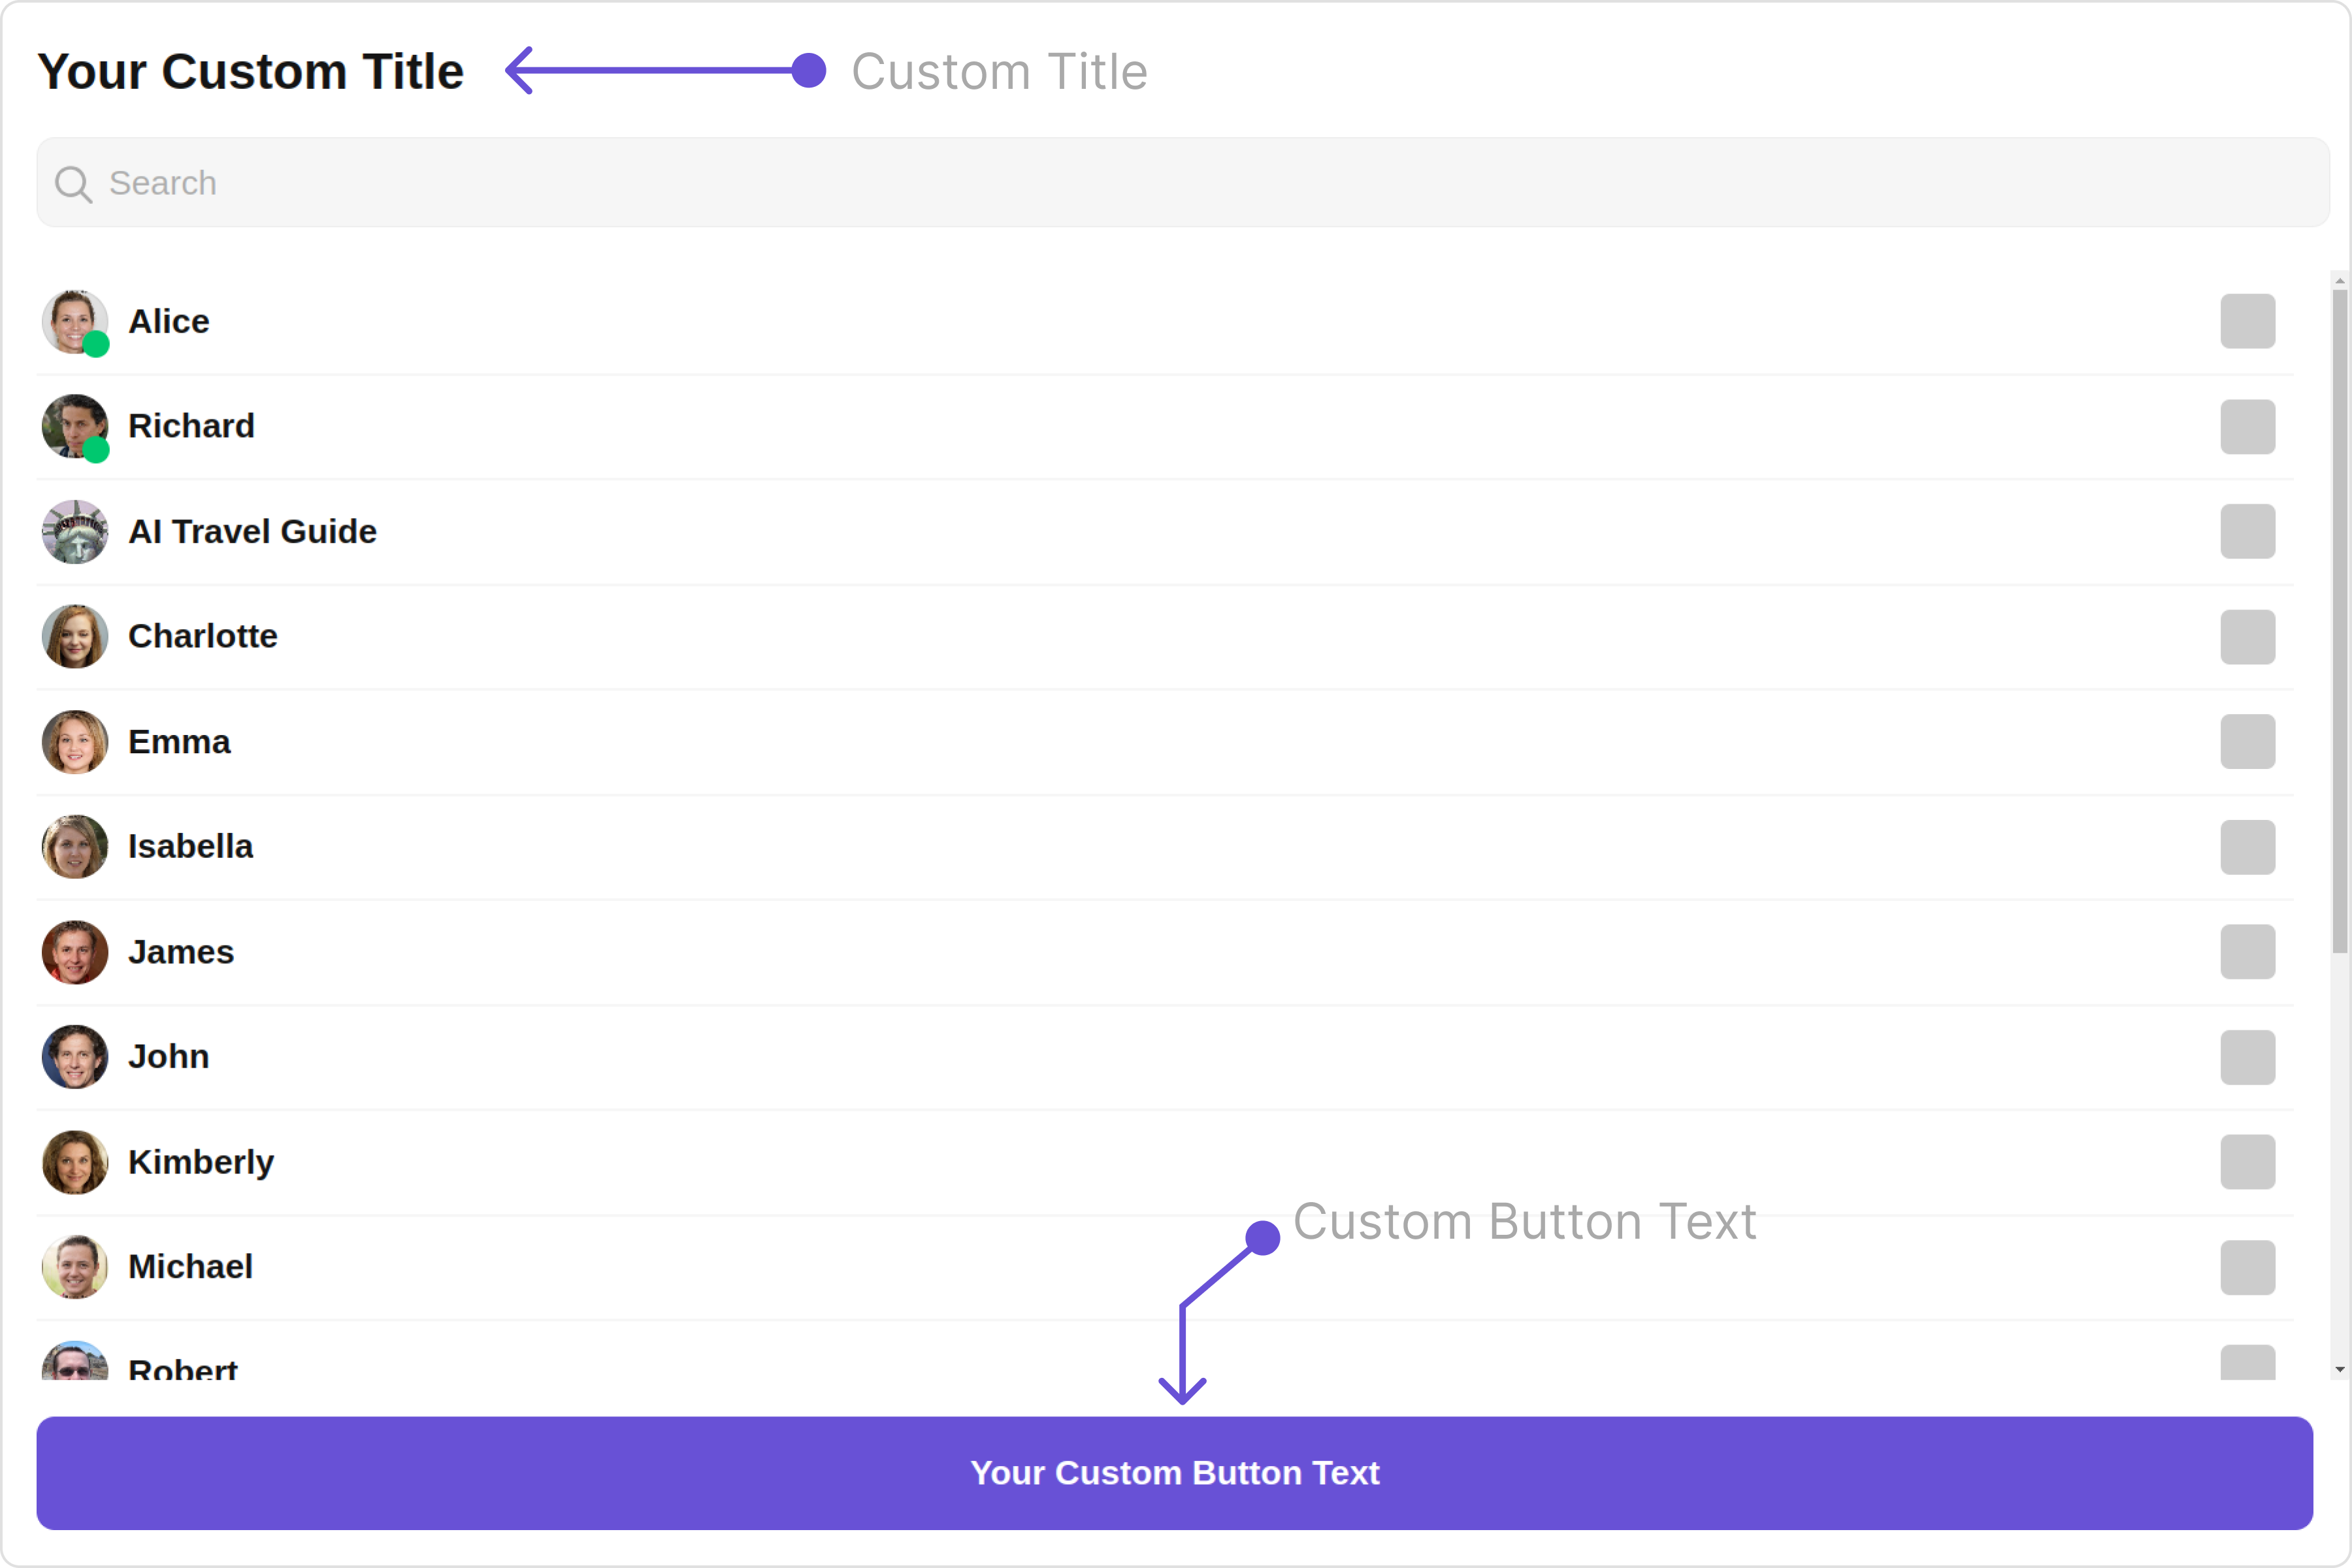 Your Custom Title
Custom Title
Search
Alice
Richard
AI Travel Guide
Charlotte
Emma
Isabella
James
John
Kimberly
Custom Button Text
Michael
Robert
Your Custom Button Text